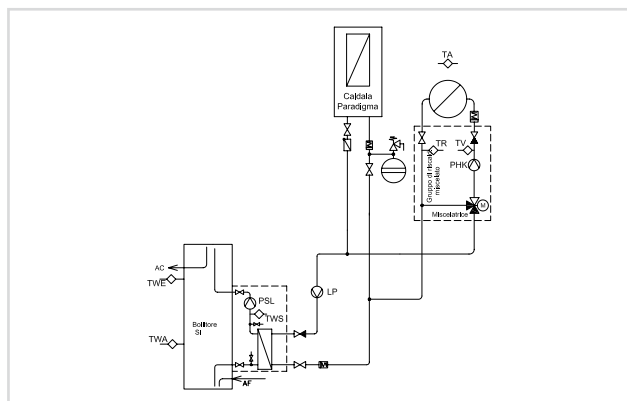 TA
Caldaia
Paradigma
TR
TV
Gruppo di riscald.
miscelato
PHK
M
Miscelatrice
AC
TWE
PSL
LP
TWS
Bollitore
SI
TWA
AF